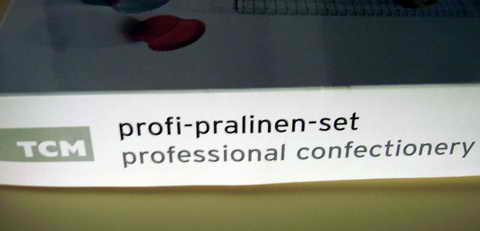 TCM
profi-pralinen-set
professional confectionery